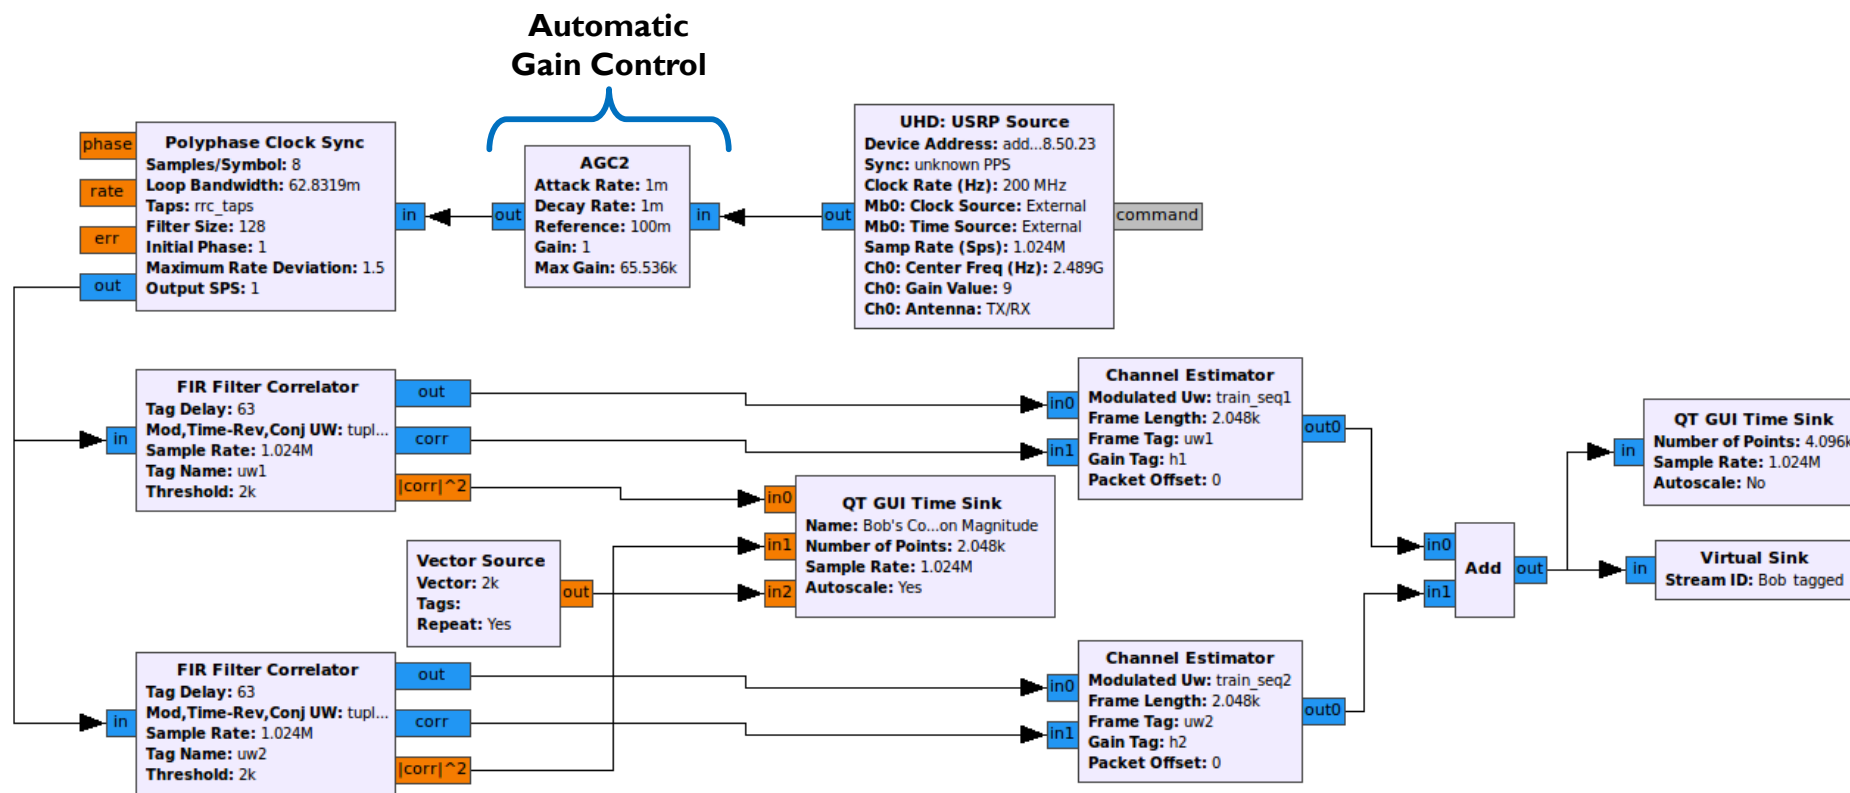 Automatic
Gain Control
phase
rate
err
out
Polyphase Clock Sync
Samples/Symbol: 8
Loop Bandwidth: 62.8319m
Taps: rrc_taps
Filter Size: 128
Initial Phase: 1
Maximum Rate Deviation: 1.5
Output SPS: 1
in
out
AGC2
Attack Rate: 1m
Decay Rate: 1m
Reference: 100m
Gain: 1
Max Gain: 65.536k
in
out
UHD: USRP Source
Device Address: add...8.50.23
Sync: unknown PPS
Clock Rate (Hz): 200 MHz
Mb0: Clock Source: External
Mb0: Time Source: External
Samp Rate (Sps): 1.024M
Ch0: Center Freq (Hz): 2.489G
Ch0: Gain Value: 9
Ch0: Antenna: TX/RX
command
in
FIR Filter Correlator
Tag Delay: 63
Mod,Time-Rev,Conj UW: tupl...
Sample Rate: 1.024M
Tag Name: uw1
Threshold: 2k
out
corr
|corr|^2
in0
in1
Channel Estimator
Modulated Uw: train_seq1
Frame Length: 2.048k
Frame Tag: uw1
Gain Tag: h1
Packet Offset: 0
out0
in
QT GUI Time Sink
Number of Points: 4.096k
Sample Rate: 1.024M
Autoscale: No
in0
in1
in2
QT GUI Time Sink
Name: Bob's Co...on Magnitude
Number of Points: 2.048k
Sample Rate: 1.024M
Autoscale: Yes
Vector Source
Vector: 2k
Tags:
Repeat: Yes
out
in0
in1
Add
out
in
Virtual Sink
Stream ID: Bob tagged
in
FIR Filter Correlator
Tag Delay: 63
Mod,Time-Rev,Conj UW: tupl...
Sample Rate: 1.024M
Tag Name: uw2
Threshold: 2k
out
corr
|corr|^2
in0
in1
Channel Estimator
Modulated Uw: train_seq2
Frame Length: 2.048k
Frame Tag: uw2
Gain Tag: h2
Packet Offset: 0
out0